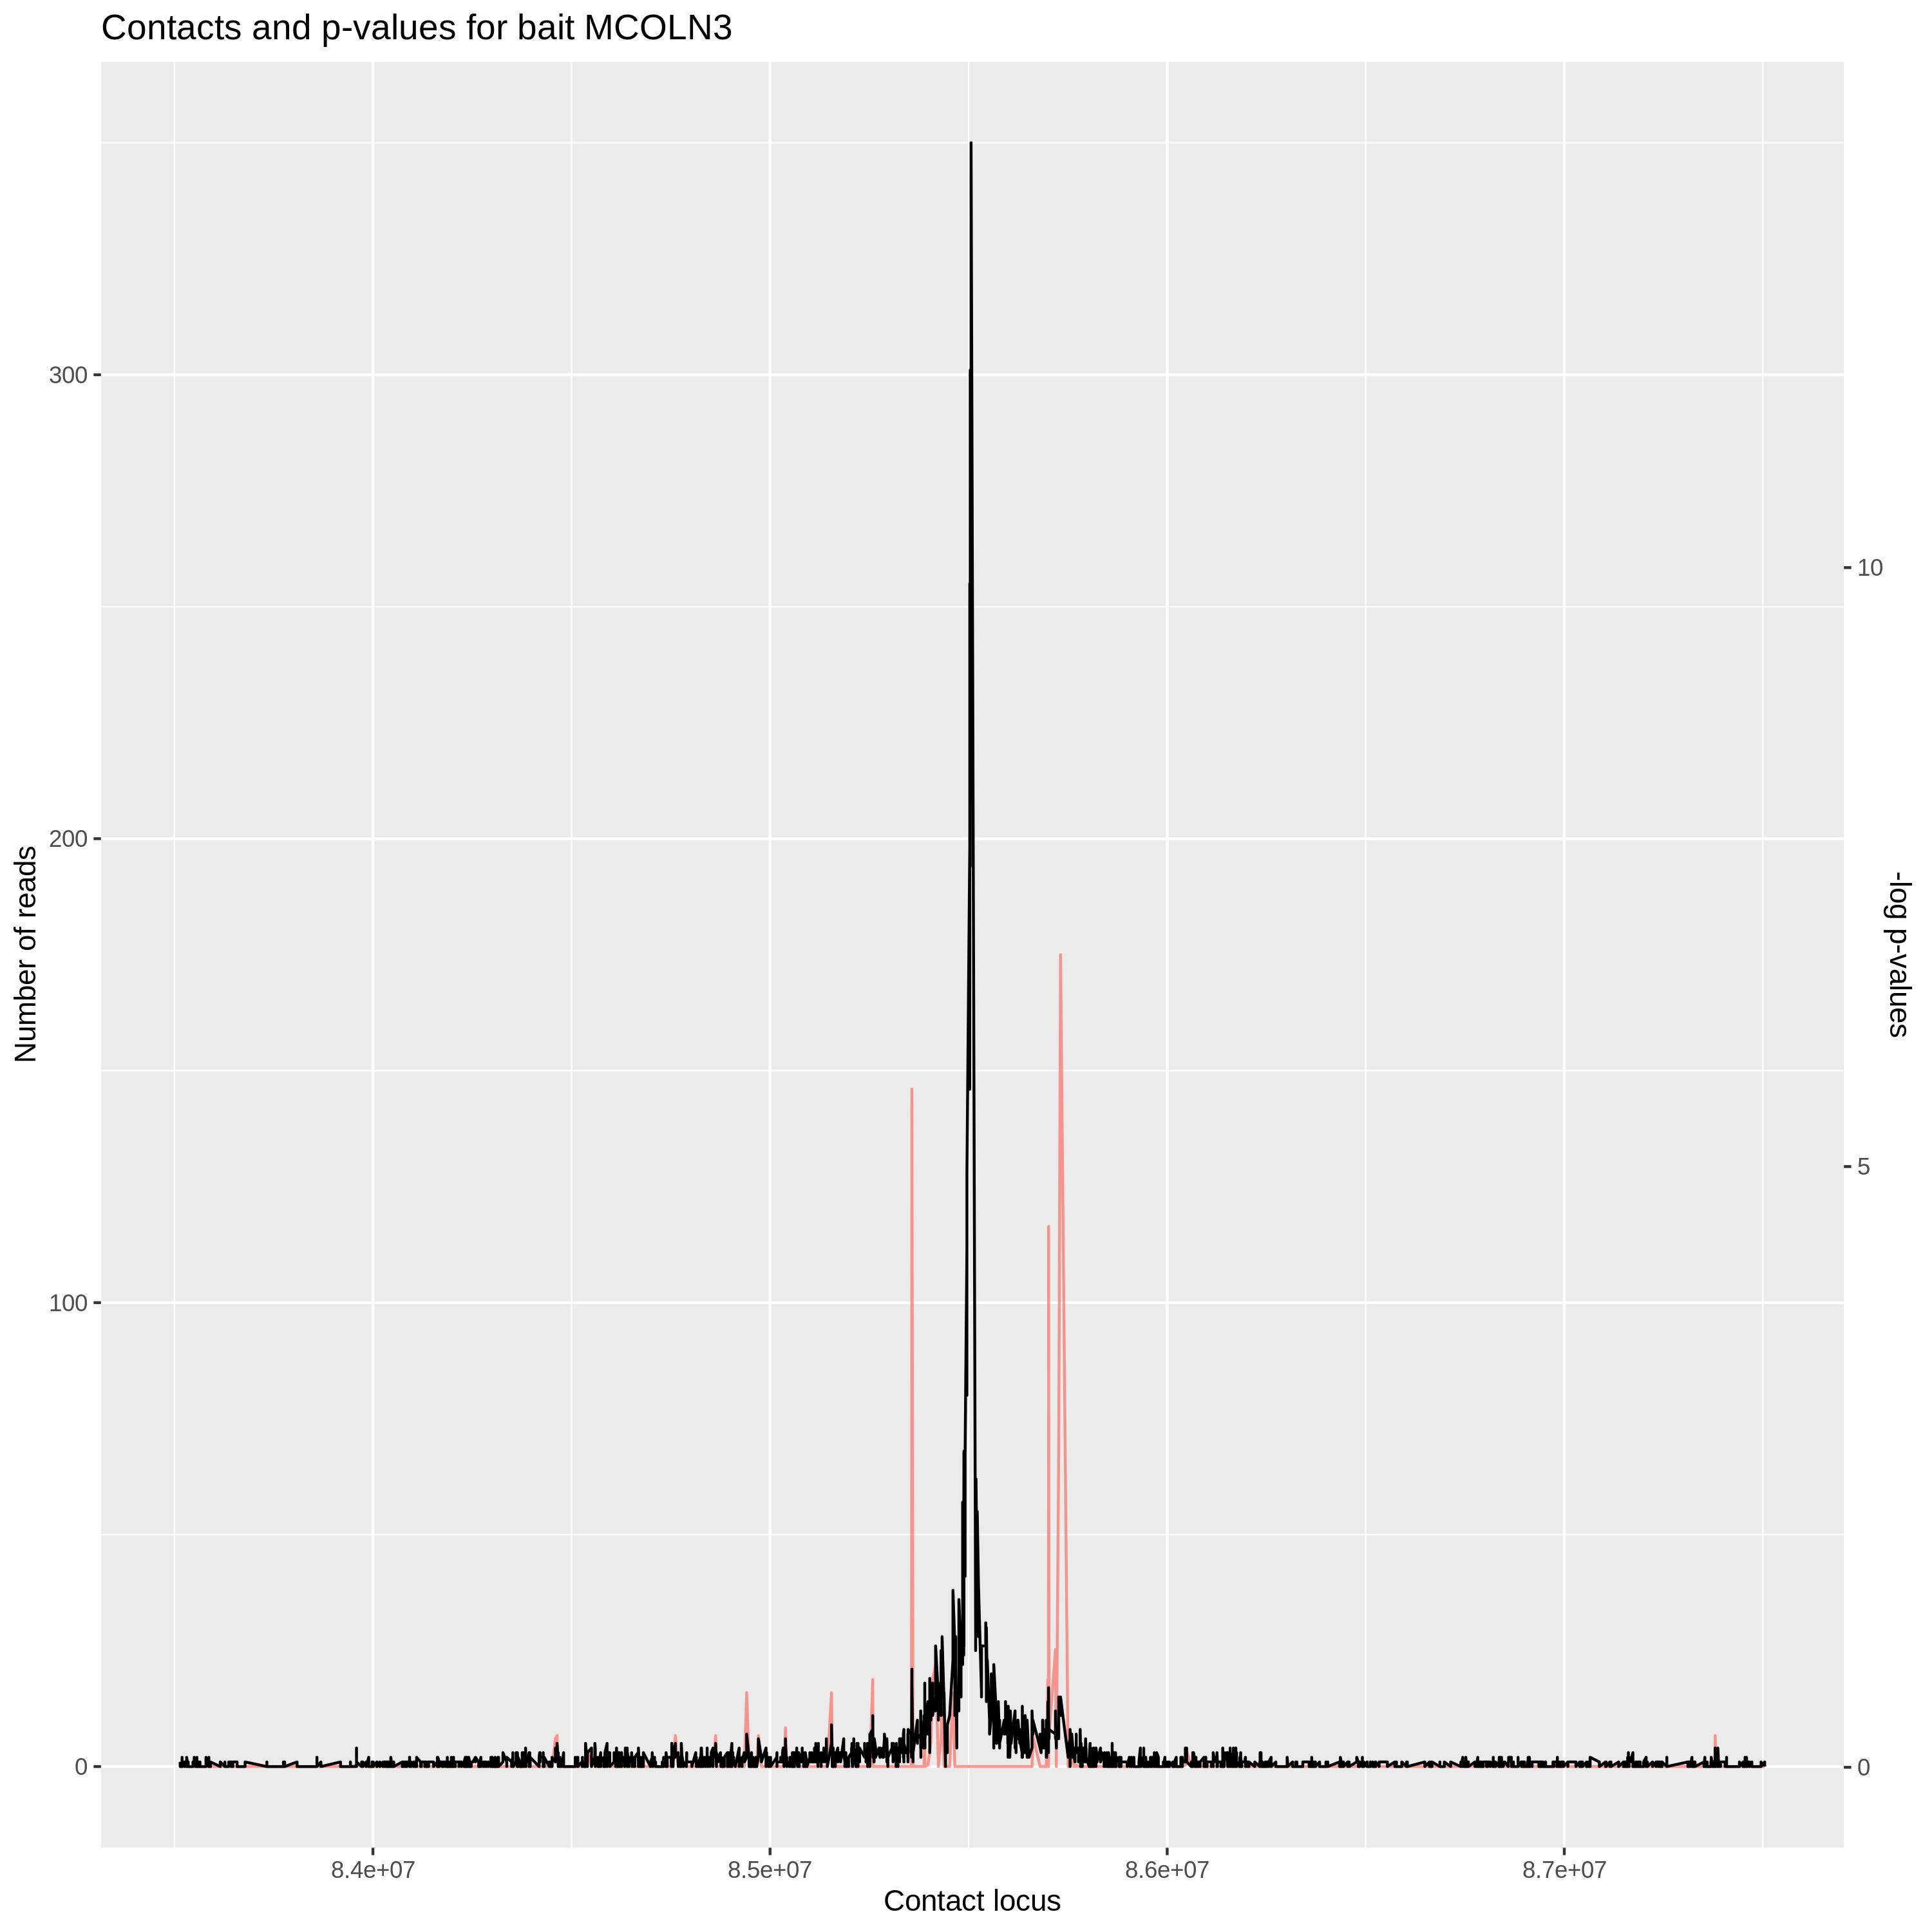 Contacts and p-values for bait MCOLN3
300
200
100
0
Number of reads
10
5
0
-log p-values
8.4e+07
8.5e+07
8.6e+07
8.7e+07
Contact locus